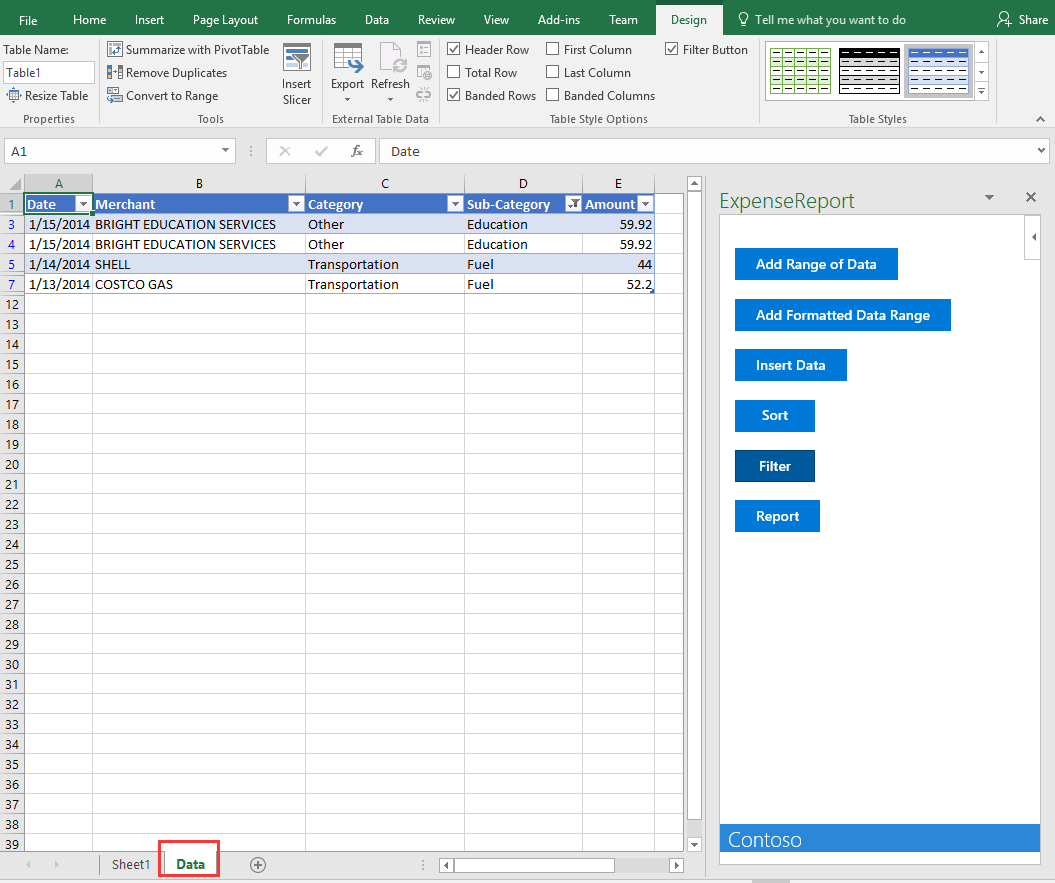 File Home Insert Page Layout Formulas Data Review View Add-ins Team Design Tell me what you want to do Share
Table Name:
Table1
Resize Table
Properties
Summarize with PivotTable
Remove Duplicates
Convert to Range
Tools
Insert
Slicer
Export Refresh
External Table Data
Header Row First Column Filter Button
Total Row Last Column
Banded Rows Banded Columns
Table Style Options
Table Styles
A1 fx Date
A B C D E
1 Date Merchant Category Sub-Category Amount
3 1/15/2014 BRIGHT EDUCATION SERVICES Other Education 59.92
4 1/15/2014 BRIGHT EDUCATION SERVICES Other Education 59.92
5 1/14/2014 SHELL Transportation Fuel 44
7 1/13/2014 COSTCO GAS Transportation Fuel 52.2
12
13
14
15
16
17
18
19
20
21
22
23
24
25
26
27
28
29
30
31
32
33
34
35
36
37
38
39
Sheet1 Data
ExpenseReport
Add Range of Data
Add Formatted Data Range
Insert Data
Sort
Filter
Report
Contoso